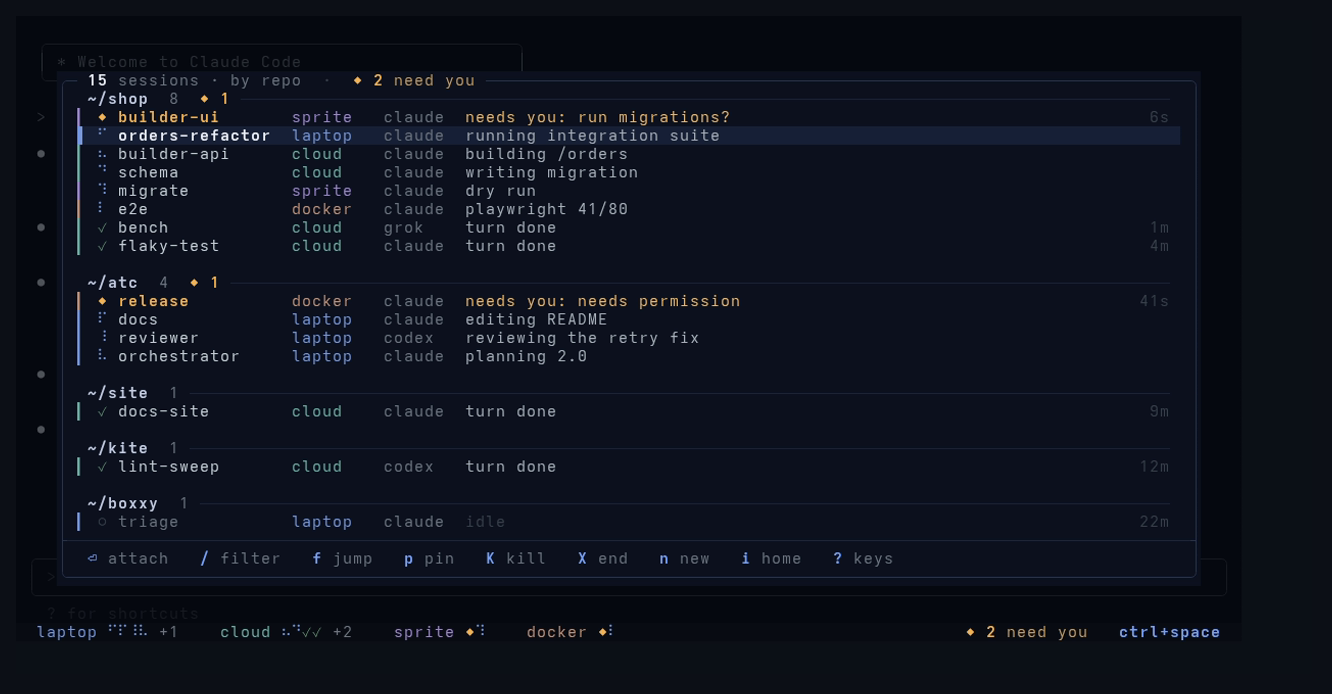 * Welcome to Claude Code
15 sessions · by repo · ◆ 2 need you
~/shop 8 ◆ 1
◆ builder-ui sprite claude needs you: run migrations? 6s
orders-refactor laptop claude running integration suite
builder-api cloud claude building /orders
schema cloud claude writing migration
migrate sprite claude dry run
e2e docker claude playwright 41/80
✓ bench cloud grok turn done 1m
✓ flaky-test cloud claude turn done 4m
~/atc 4 ◆ 1
◆ release docker claude needs you: needs permission 41s
docs laptop claude editing README
reviewer laptop codex reviewing the retry fix
orchestrator laptop claude planning 2.0
~/site 1
✓ docs-site cloud claude turn done 9m
~/kite 1
✓ lint-sweep cloud codex turn done 12m
~/boxxy 1
○ triage laptop claude idle 22m
⏎ attach / filter f jump p pin K kill X end n new i home ? keys
>
? for shortcuts
laptop +1 cloud ✓✓ +2 sprite ◆ docker ◆ ◆ 2 need you ctrl+space